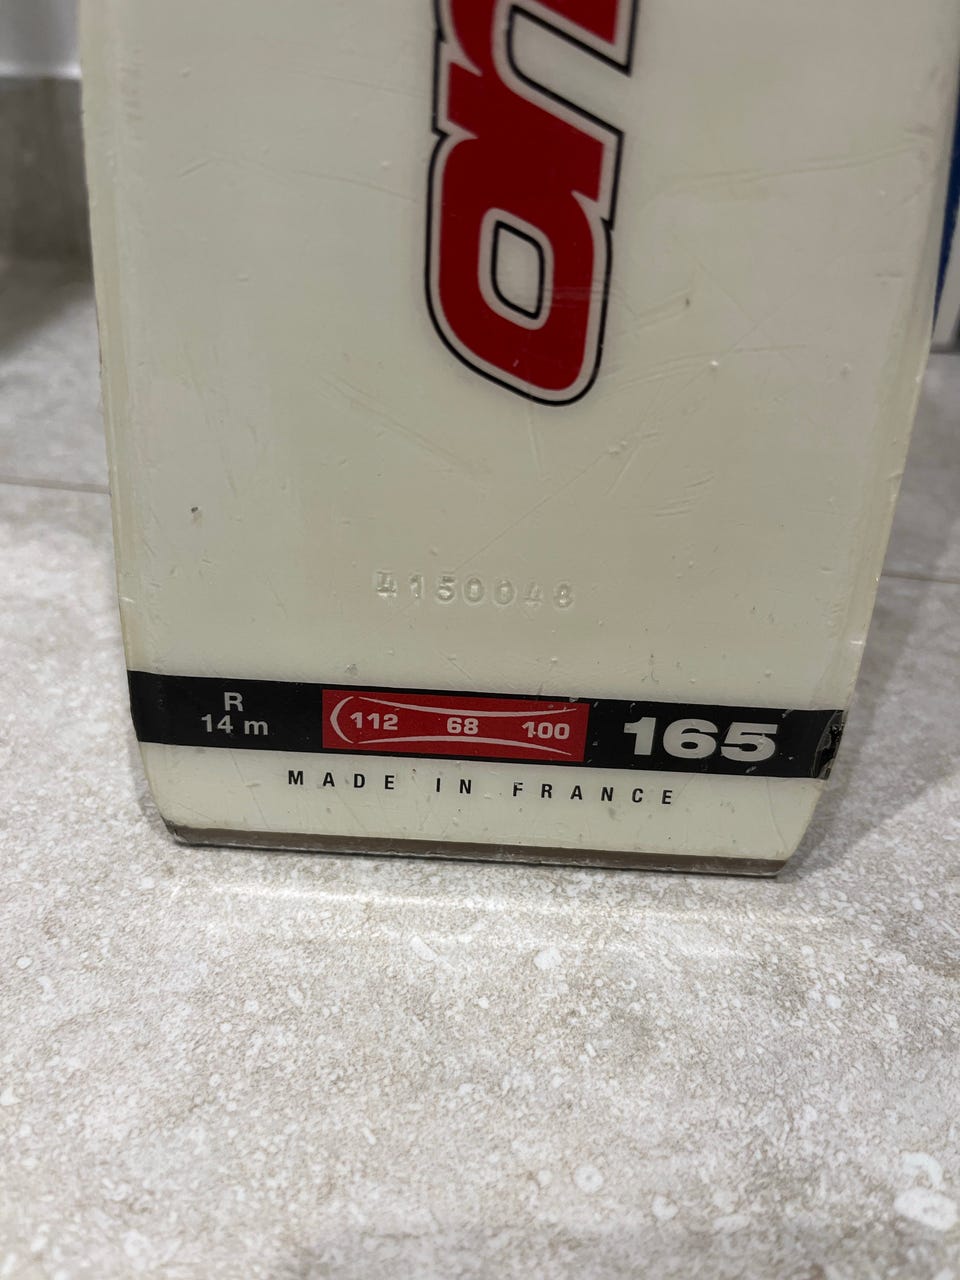 4150048
R
14 m
112 68 100
165
MADE IN FRANCE